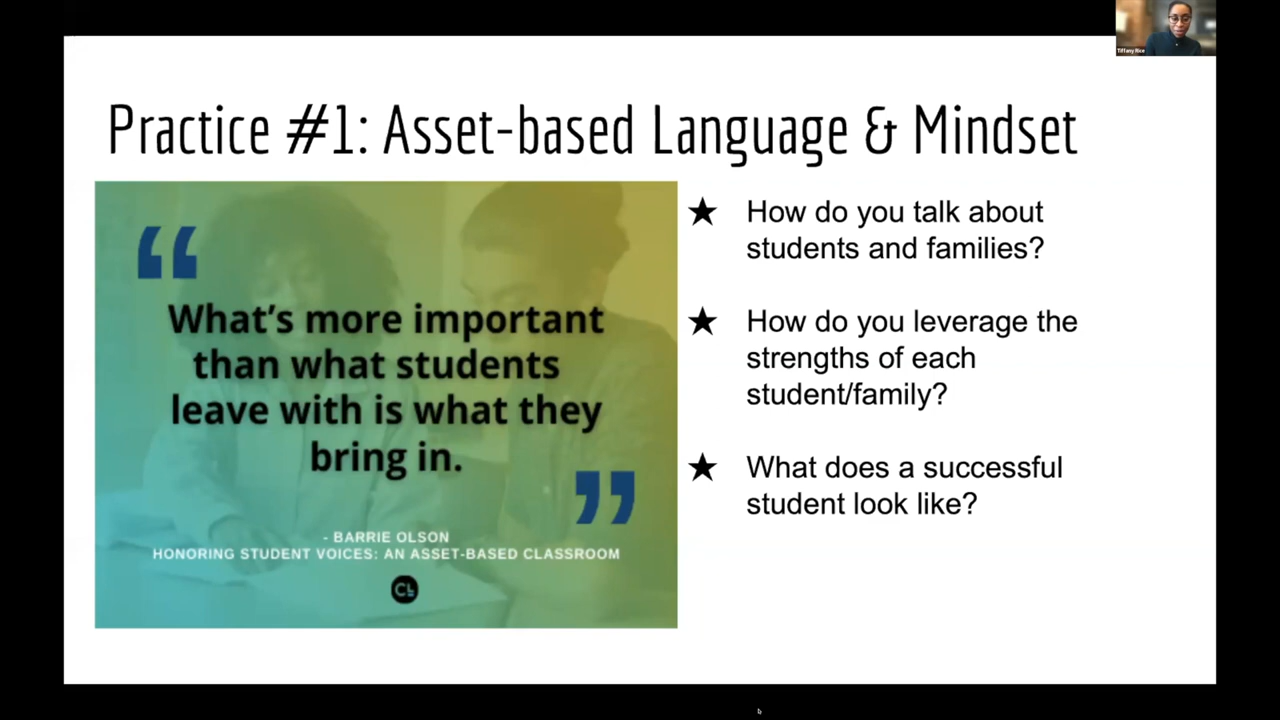 Tiffany Rice
Practice #1: Asset-based Language & Mindset
“
What’s more important
than what students
leave with is what they
bring in.
”
- BARRIE OLSON
HONORING STUDENT VOICES: AN ASSET-BASED CLASSROOM
CL
★ How do you talk about
students and families?
★ How do you leverage the
strengths of each
student/family?
★ What does a successful
student look like?